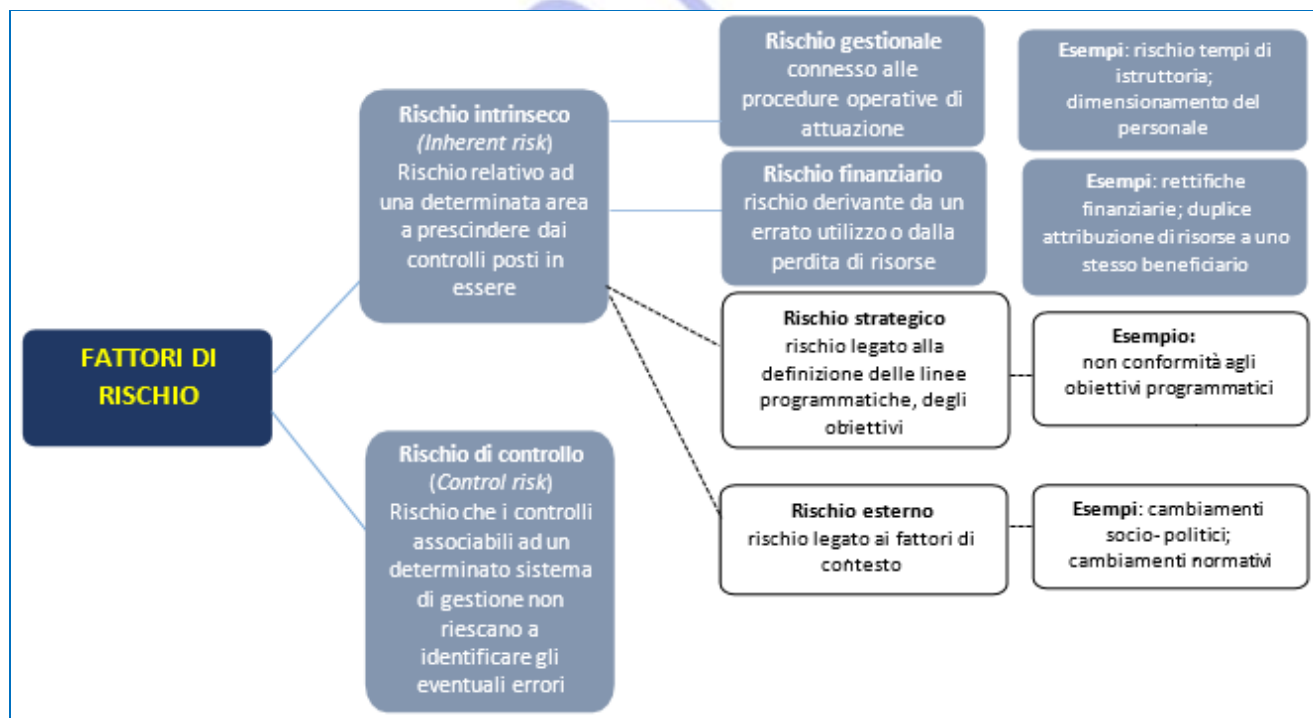 FATTORI DI
RISCHIO
Rischio intrinseco
(Inherent risk)
Rischio relativo ad
una determinata area
a prescindere dai
controlli posti in
essere
Rischio gestionale
connesso alle
procedure operative di
attuazione
Esempi: rischio tempi di
istruttoria;
dimensionamento del
personale
Rischio finanziario
rischio derivante da un
errato utilizzo o dalla
perdita di risorse
Esempi: rettifiche
finanziarie; duplice
attribuzione di risorse a uno
stesso beneficiario
Rischio strategico
rischio legato alla
definizione delle linee
programmatiche, degli
obiettivi
Esempio:
non conformità agli
obiettivi programmatici
Rischio esterno
rischio legato ai fattori di
contesto
Esempi: cambiamenti
socio- politici;
cambiamenti normativi
Rischio di controllo
(Control risk)
Rischio che i controlli
associabili ad un
determinato sistema
di gestione non
riescano a
identificare gli
eventuali errori